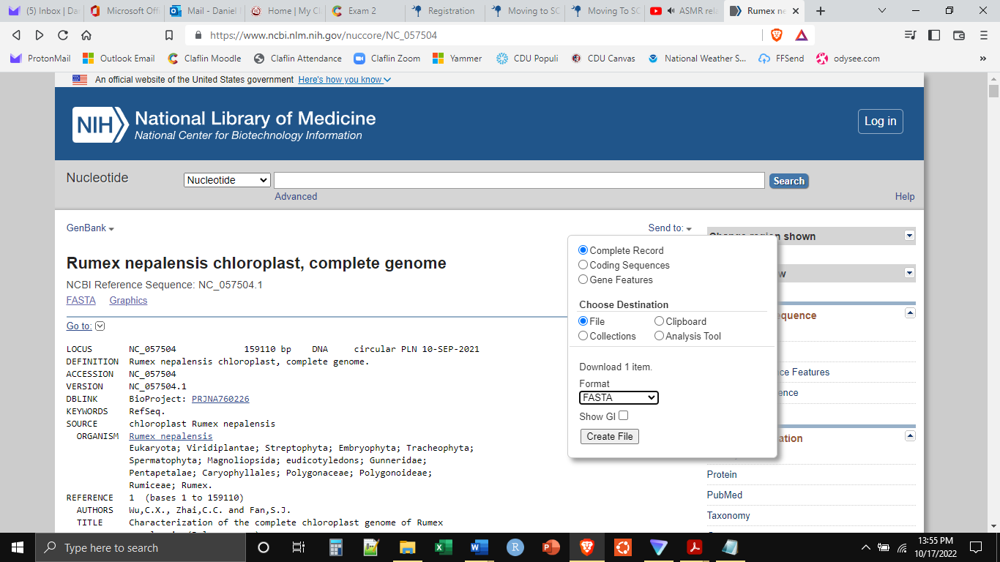 (5) Inbox | Da
Microsoft Offi
Mail - Daniel
Home | My Cl
Exam 2
Registration
Moving to SC
Moving To SC
ASMR rela
Rumex ne
https://www.ncbi.nlm.nih.gov/nuccore/NC_057504
ProtonMail
Outlook Email
Claflin Moodle
Claflin Attendance
Claflin Zoom
Yammer
CDU Populi
CDU Canvas
National Weather S...
FFSend
odysee.com
An official website of the United States government Here's how you know
NIH
National Library of Medicine
National Center for Biotechnology Information
Log in
Nucleotide
Nucleotide
Search
Advanced
Help
GenBank
Send to:
Rumex nepalensis chloroplast, complete genome
NCBI Reference Sequence: NC_057504.1
FASTA Graphics
Go to:
LOCUS NC_057504 159110 bp DNA circular PLN 10-SEP-2021
DEFINITION Rumex nepalensis chloroplast, complete genome.
ACCESSION NC_057504
VERSION NC_057504.1
DBLINK BioProject: PRJNA760226
KEYWORDS RefSeq.
SOURCE chloroplast Rumex nepalensis
ORGANISM Rumex nepalensis
Eukaryota; Viridiplantae; Streptophyta; Embryophyta; Tracheophyta;
Spermatophyta; Magnoliopsida; eudicotyledons; Gunneridae;
Pentapetalae; Caryophyllales; Polygonaceae; Polygonoideae;
Rumiceae; Rumex.
REFERENCE 1 (bases 1 to 159110)
AUTHORS Wu,C.X., Zhai,C.C. and Fan,S.J.
TITLE Characterization of the complete chloroplast genome of Rumex
Complete Record
Coding Sequences
Gene Features
Choose Destination
File
Clipboard
Collections
Analysis Tool
Download 1 item.
Format
FASTA
Show GI
Create File
shown
w
equence
ce Features
ence
ation
Protein
PubMed
Taxonomy
Type here to search
13:55 PM
10/17/2022